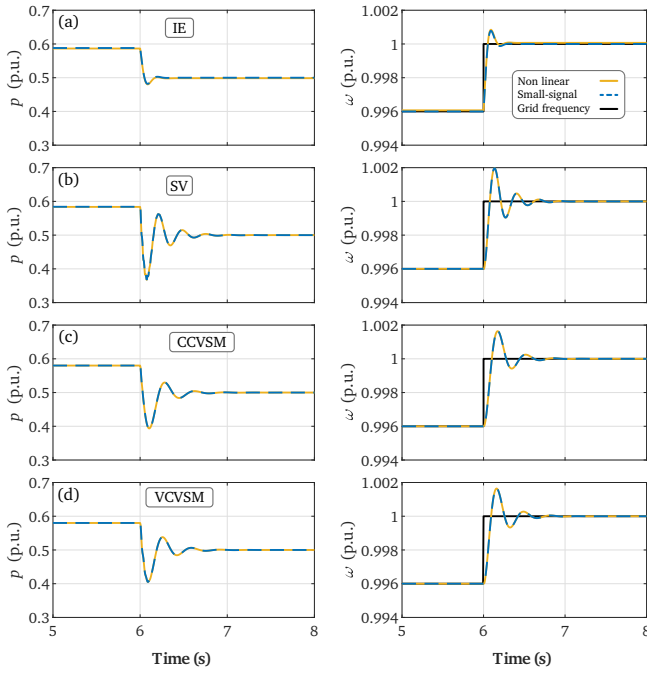 (a)
IE
0.7
0.6
0.5
0.4
0.3
p (p.u.)
1.002
1
0.998
0.996
0.994
ω (p.u.)
Non linear
Small-signal
Grid frequency
(b)
SV
0.7
0.6
0.5
0.4
0.3
p (p.u.)
1.002
1
0.998
0.996
0.994
ω (p.u.)
(c)
CCVSM
0.7
0.6
0.5
0.4
0.3
p (p.u.)
1.002
1
0.998
0.996
0.994
ω (p.u.)
(d)
VCVSM
0.7
0.6
0.5
0.4
0.3
p (p.u.)
5 6 7 8
Time (s)
1.002
1
0.998
0.996
0.994
ω (p.u.)
5 6 7 8
Time (s)